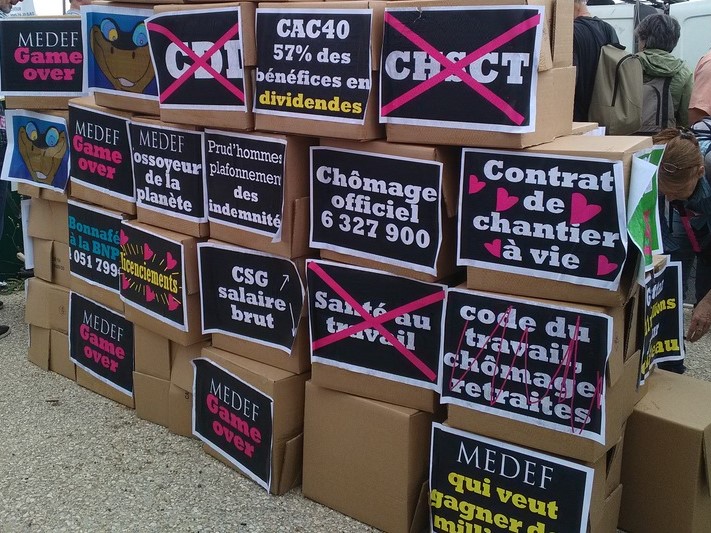 MEDEF
Game
over
CDI
CAC40
57% des
bénéfices en
dividendes
CHSCT
MEDEF
Game
over
MEDEF
ossoyeur
de la
planète
Prud'hommes
plafonnement
des
indemnité
Chômage
officiel
6 327 900
Contrat
de
chantier
à vie
Bonnafé
à la BNP
051 799
licenciements
CSG
salaire
brut
Santé au
travail
code du
travail,
chômage
retraites
MEDEF
Game
over
MEDEF
Game
over
MEDEF
qui veut
gagner de